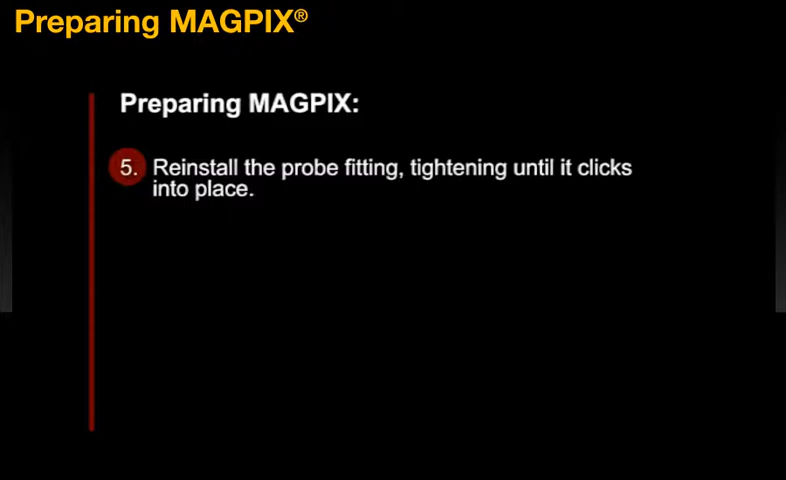 Preparing MAGPIX®
Preparing MAGPIX:
5. Reinstall the probe fitting, tightening until it clicks
into place.